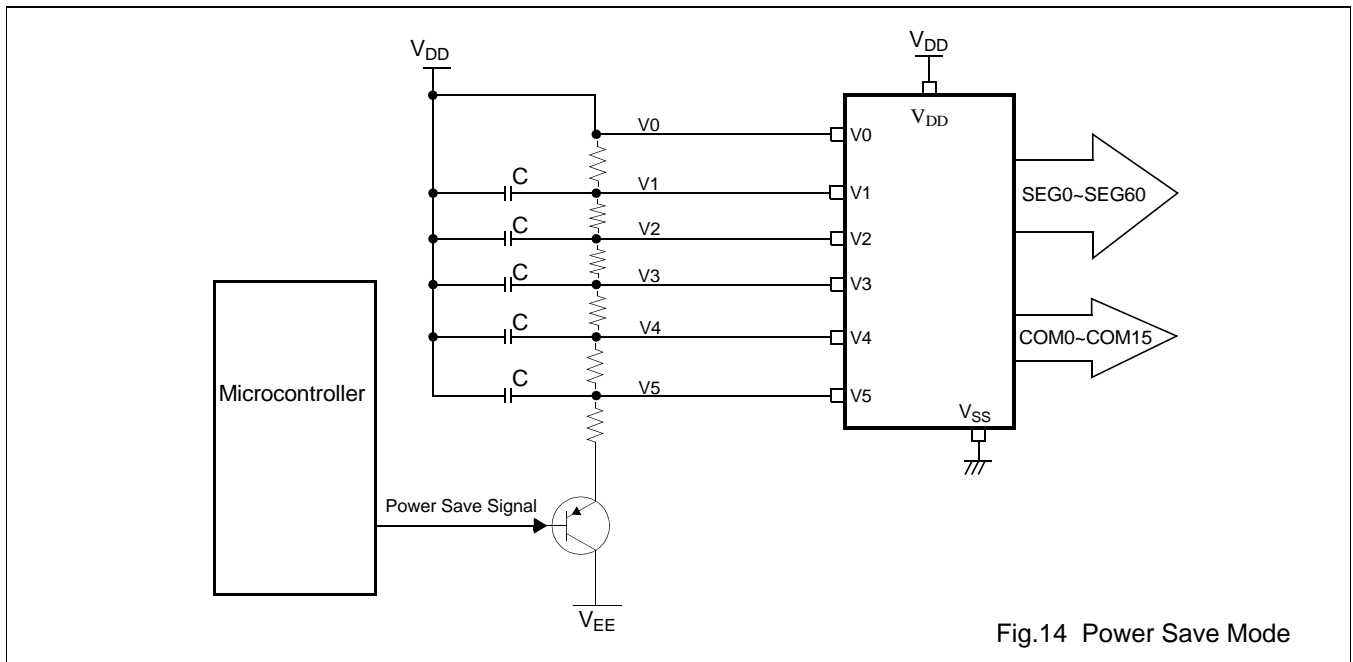 VDD
VDD
VDD
V0
V0
C
V1
V1
SEG0~SEG60
C
V2
V2
C
V3
V3
C
V4
V4
COM0~COM15
Microcontroller
C
V5
V5
VSS
Power Save Signal
VEE
Fig.14 Power Save Mode